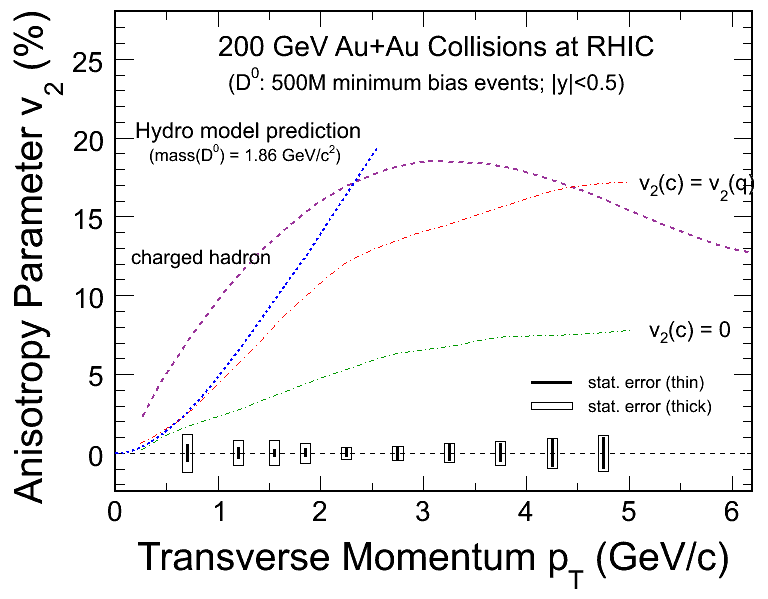 200 GeV Au+Au Collisions at RHIC
(D⁰: 500M minimum bias events; |y|<0.5)
Hydro model prediction
(mass(D⁰) = 1.86 GeV/c²)
charged hadron
v₂(c) = v₂(q)
v₂(c) = 0
stat. error (thin)
stat. error (thick)
Anisotropy Parameter v₂ (%)
25
20
15
10
5
0
0 1 2 3 4 5 6
Transverse Momentum p_T (GeV/c)